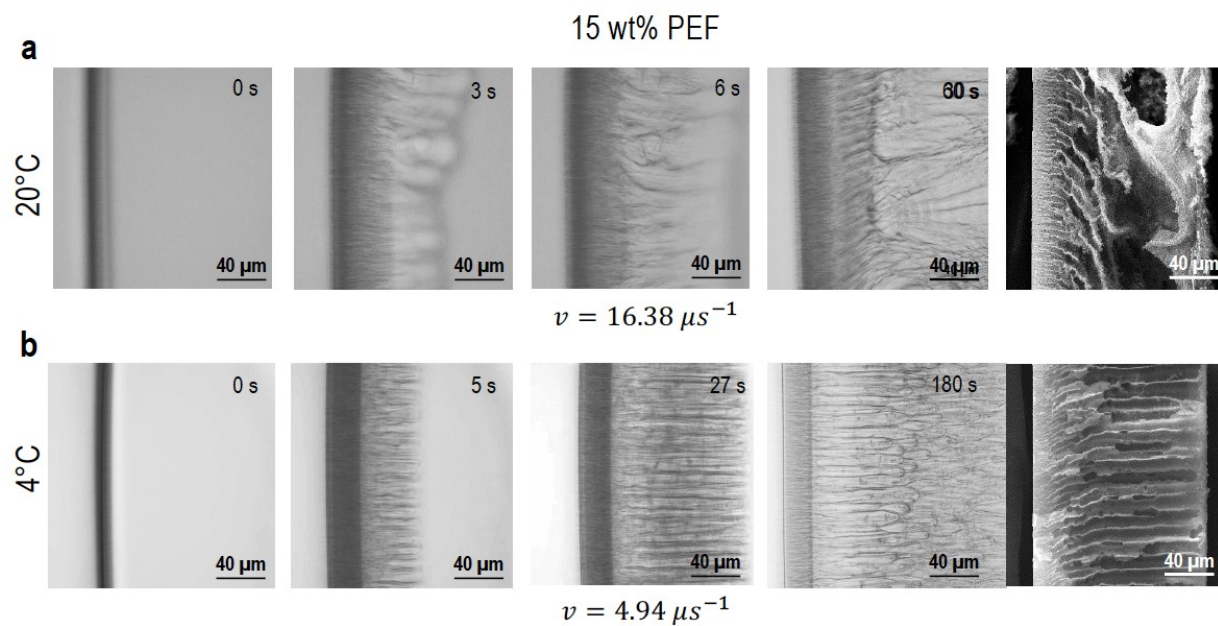 15 wt% PEF
a
20°C
0 s
3 s
6 s
60 s
40 µm
40 µm
40 µm
40 µm
40 µm
v = 16.38 µs⁻¹
b
4°C
0 s
5 s
27 s
180 s
40 µm
40 µm
40 µm
40 µm
40 µm
v = 4.94 µs⁻¹